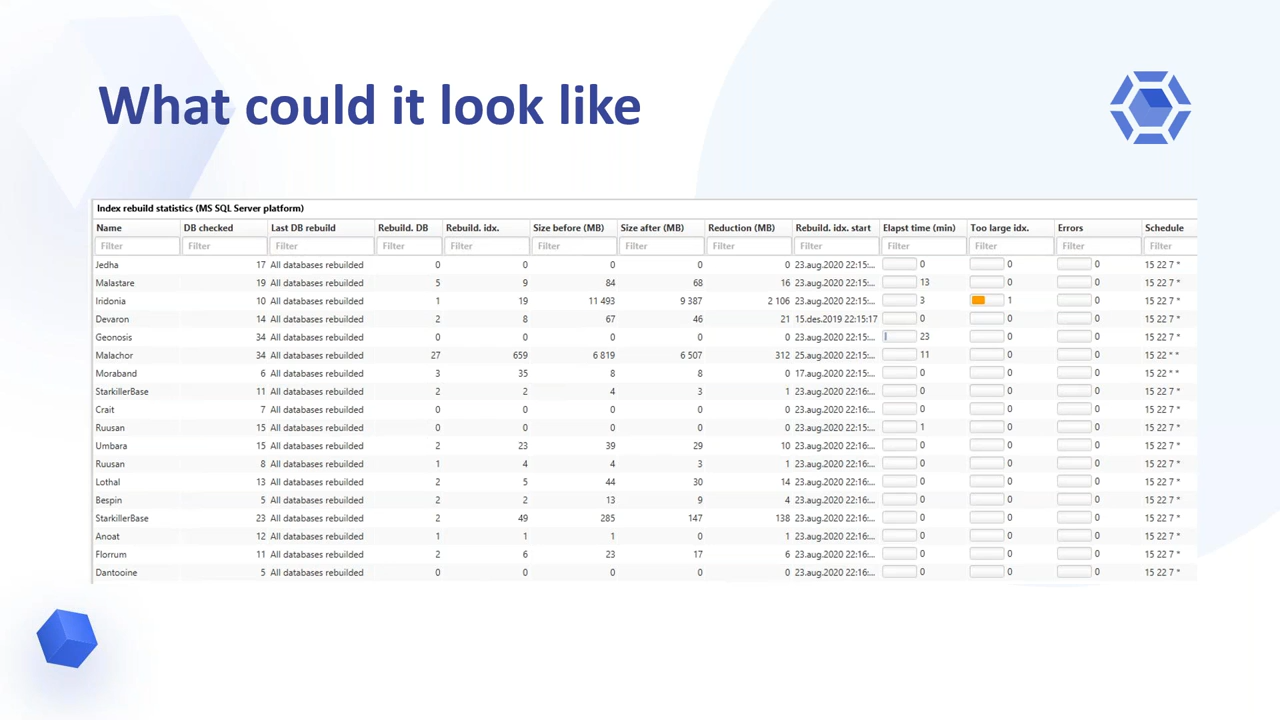 What could it look like
Index rebuild statistics (MS SQL Server platform)
Name DB checked Last DB rebuild Rebuild. DB Rebuild. idx. Size before (MB) Size after (MB) Reduction (MB) Rebuild. idx. start Elapst time (min) Too large idx. Errors Schedule
Filter Filter Filter Filter Filter Filter Filter Filter Filter Filter Filter Filter Filter
Jedha 17 All databases rebuilded 0 0 0 0 0 23.aug.2020 22:15:... 0 0 0 15 22 7 *
Malastare 19 All databases rebuilded 5 9 84 68 16 23.aug.2020 22:15:... 13 0 0 15 22 7 *
Iridonia 10 All databases rebuilded 1 19 11 493 9 387 2 106 23.aug.2020 22:15:... 3 1 0 15 22 7 *
Devaron 14 All databases rebuilded 2 8 67 46 21 15.des.2019 22:15:17 0 0 0 15 22 7 *
Geonosis 34 All databases rebuilded 0 0 0 0 0 23.aug.2020 22:15:... 23 0 0 15 22 7 *
Malachor 34 All databases rebuilded 27 659 6 819 6 507 312 25.aug.2020 22:15:... 11 0 0 15 22 * *
Moraband 6 All databases rebuilded 3 35 8 8 0 17.aug.2020 22:15:... 0 0 0 15 22 * *
StarkillerBase 11 All databases rebuilded 2 2 4 3 1 23.aug.2020 22:16:... 0 0 0 15 22 7 *
Crait 7 All databases rebuilded 0 0 0 0 0 23.aug.2020 22:16:... 0 0 0 15 22 7 *
Ruusan 15 All databases rebuilded 0 0 0 0 0 23.aug.2020 22:15:... 1 0 0 15 22 7 *
Umbara 15 All databases rebuilded 2 23 39 29 10 23.aug.2020 22:16:... 0 0 0 15 22 7 *
Ruusan 8 All databases rebuilded 1 4 4 3 1 23.aug.2020 22:16:... 0 0 0 15 22 7 *
Lothal 13 All databases rebuilded 2 5 44 30 14 23.aug.2020 22:16:... 0 0 0 15 22 7 *
Bespin 5 All databases rebuilded 2 2 13 9 4 23.aug.2020 22:16:... 0 0 0 15 22 7 *
StarkillerBase 23 All databases rebuilded 2 49 285 147 138 23.aug.2020 22:16:... 0 0 0 15 22 7 *
Anoat 12 All databases rebuilded 1 1 1 0 1 23.aug.2020 22:16:... 0 0 0 15 22 7 *
Florrum 11 All databases rebuilded 2 6 23 17 6 23.aug.2020 22:16:... 0 0 0 15 22 7 *
Dantooine 5 All databases rebuilded 0 0 0 0 0 23.aug.2020 22:16:... 0 0 0 15 22 7 *